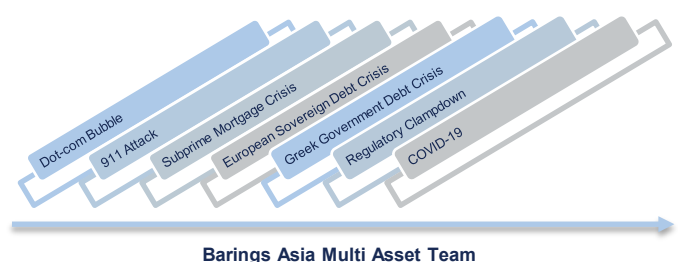 Dot-com Bubble
911 Attack
Subprime Mortgage Crisis
European Sovereign Debt Crisis
Greek Government Debt Crisis
Regulatory Clampdown
COVID-19
Barings Asia Multi Asset Team